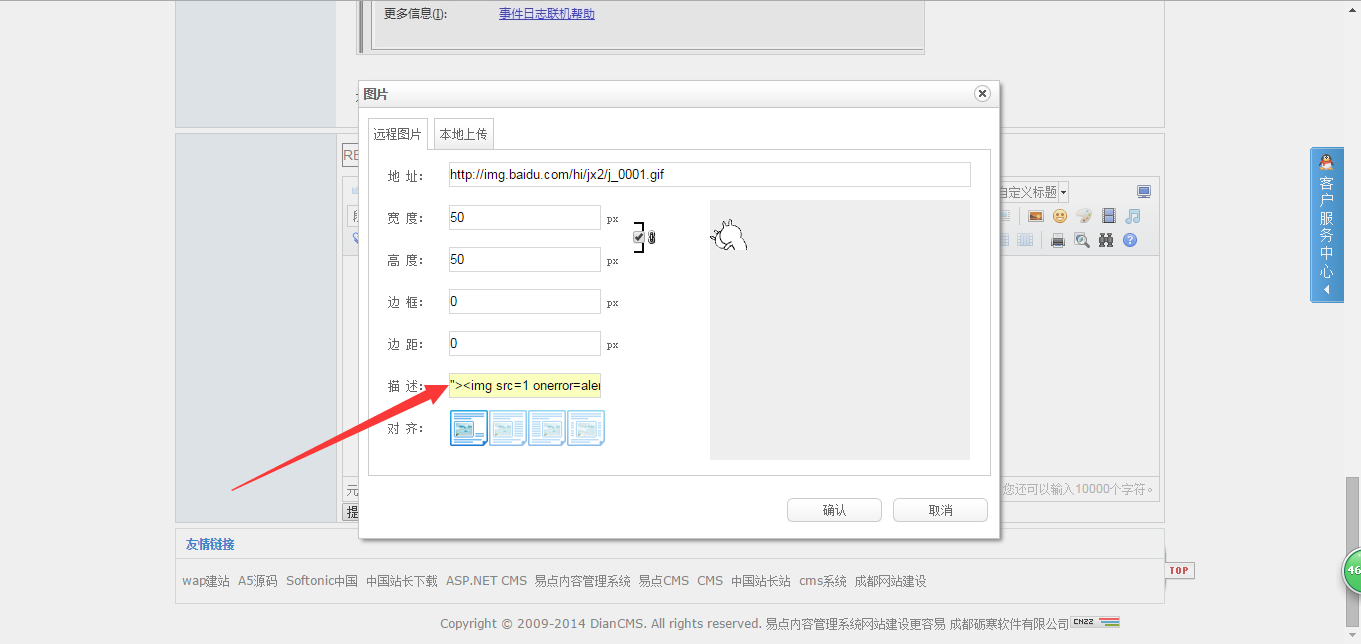 更多信息(I): 事件日志联机帮助
图片
远程图片 本地上传
RE
地 址: http://img.baidu.com/hi/jx2/j_0001.gif
自定义标题
宽 度: 50 px
高 度: 50 px
边 框: 0 px
边 距: 0 px
描 述: "><img src=1 onerror=aler
对 齐:
客户服务中心
元
您还可以输入10000个字符。
提
确认 取消
友情链接
wap建站 A5源码 Softonic中国 中国站长下载 ASP.NET CMS 易点内容管理系统 易点CMS CMS 中国站长站 cms系统 成都网站建设
TOP
46
Copyright © 2009-2014 DianCMS. All rights reserved. 易点内容管理系统网站建设更容易 成都砺寒软件有限公司 CNZZ